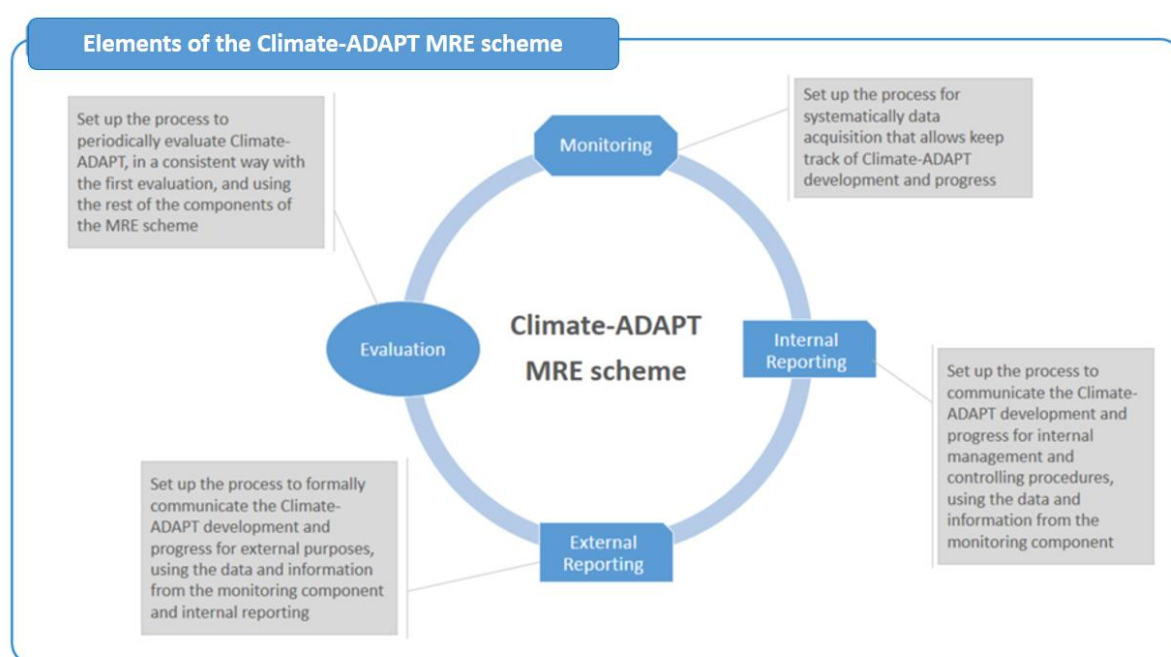 Elements of the Climate-ADAPT MRE scheme
Set up the process to
periodically evaluate Climate-
ADAPT, in a consistent way with
the first evaluation, and using
the rest of the components of
the MRE scheme
Monitoring
Set up the process for
systematically data
acquisition that allows keep
track of Climate-ADAPT
development and progress
Evaluation
Climate-ADAPT
MRE scheme
Internal
Reporting
Set up the process to
communicate the Climate-
ADAPT development and
progress for internal
management and
controlling procedures,
using the data and
information from the
monitoring component
Set up the process to formally
communicate the Climate-
ADAPT development and
progress for external purposes,
using the data and information
from the monitoring component
and internal reporting
External
Reporting